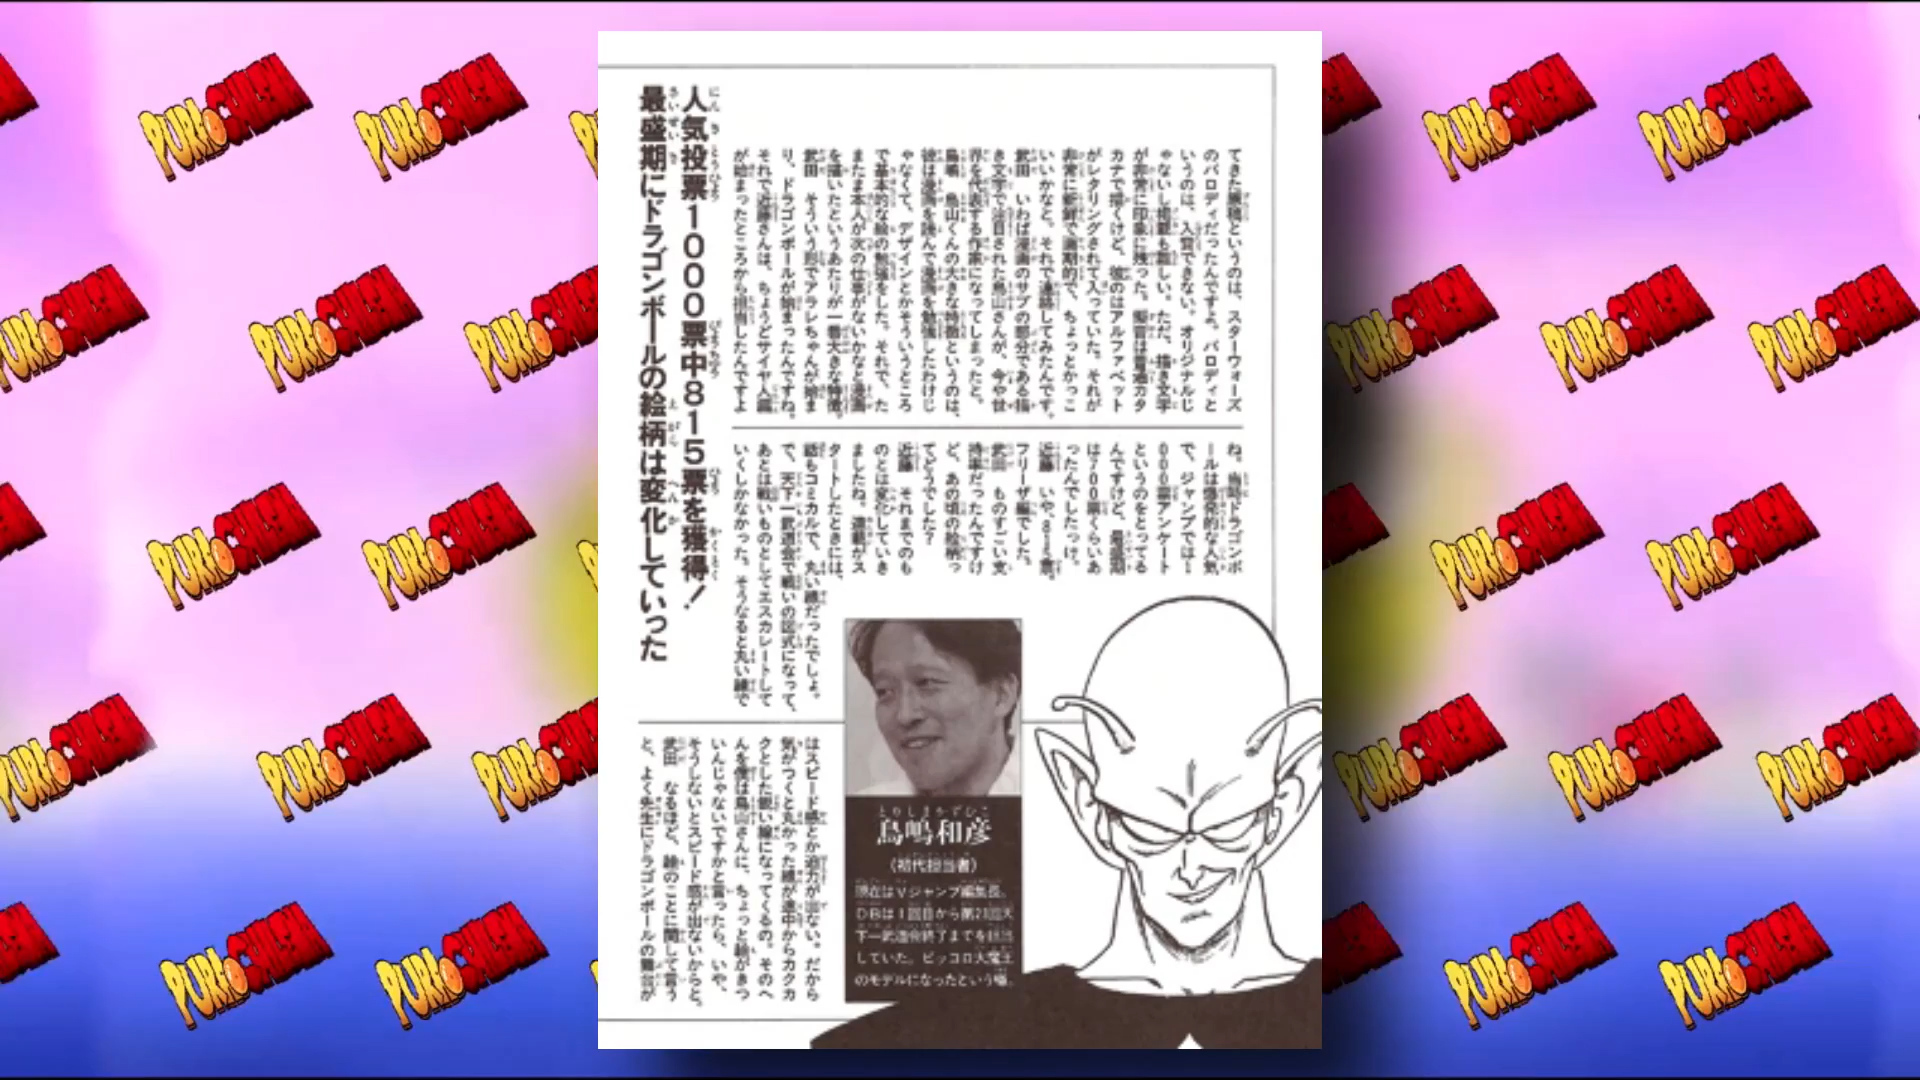 てきた原稿というのは、スターウォーズ
のパロディだったんですよ。パロディと
いうのは、入賞できない。オリジナルじ
ゃないし掲載も難しい。ただ、描き文字
が非常に印象に残った。擬音は普通カタ
カナで描くけど、彼のはアルファベット
がレタリングされて入っていた。それが
非常に新鮮で画期的で、ちょっとかっこ
いいかなと。それで連絡してみたんです。
武田　いわば漫画のサブの部分である描
き文字で注目された鳥山さんが、今や世
界を代表する作家になってしまったと。
鳥嶋　鳥山くんの大きな特徴というのは、
彼は漫画を読んで漫画を勉強したわけじ
ゃなくて、デザインとかそういうところ
で基本的な絵の勉強をした。それで、た
またま本人が次の仕事がないかなと漫画
を描いたというあたりが一番大きな特徴。
武田　そういう形でアラレちゃんが始ま
り、ドラゴンボールが始まったんですね。
それで近藤さんは、ちょうどサイヤ人篇
が始まったところから担当したんですよ
人気投票1000票中815票を獲得！
最盛期にドラゴンボールの絵柄は変化していった
ね。当時ドラゴンボ
ールは爆発的な人気
で、ジャンプでは1
000票アンケート
というのをとってる
んですけど、最盛期
は700票くらいあ
ったんでしたっけ。
近藤　いや、815票。
フリーザ編でした。
武田　ものすごい支
持率だったんですけ
ど、あの頃の絵柄っ
てどうでした？
近藤　それまでのも
のとは変化していき
ましたね。連載がス
タートしたときには、
話もコミカルで、丸い線だったでしょ。
で、天下一武道会で戦いの図式になって、
あとは戦いものとしてエスカレートして
いくしかなかった。そうなると丸い線で
はスピード感とか迫力が出ない。だから
気がつくと丸かった線が途中からカクカ
クとした鋭い線になってくるの。そのへ
んを僕は鳥山さんに、ちょっと絵がきつ
いんじゃないですかと言ったら、いや、
そうしないとスピード感が出ないからと。
武田　なるほど、絵のことに関して言う
と、よく先生にドラゴンボールの舞台が
とりしまかずひこ
鳥嶋和彦
（初代担当者）
現在はVジャンプ編集長。
DBは1回目から第21回天
下一武道会終了までを担当
していた。ピッコロ大魔王
のモデルになったという噂。